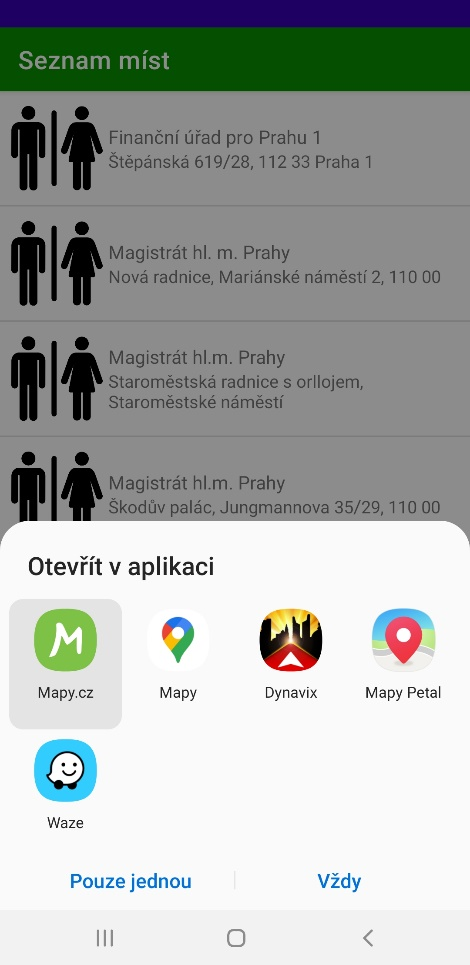 Seznam míst
Finanční úřad pro Prahu 1
Štěpánská 619/28, 112 33 Praha 1
Magistrát hl. m. Prahy
Nová radnice, Mariánské náměstí 2, 110 00
Magistrát hl.m. Prahy
Staroměstská radnice s orllojem,
Staroměstské náměstí
Magistrát hl.m. Prahy
Škodův palác, Jungmannova 35/29, 110 00
Otevřít v aplikaci
Mapy.cz
Mapy
Dynavix
Mapy Petal
Waze
Pouze jednou
Vždy